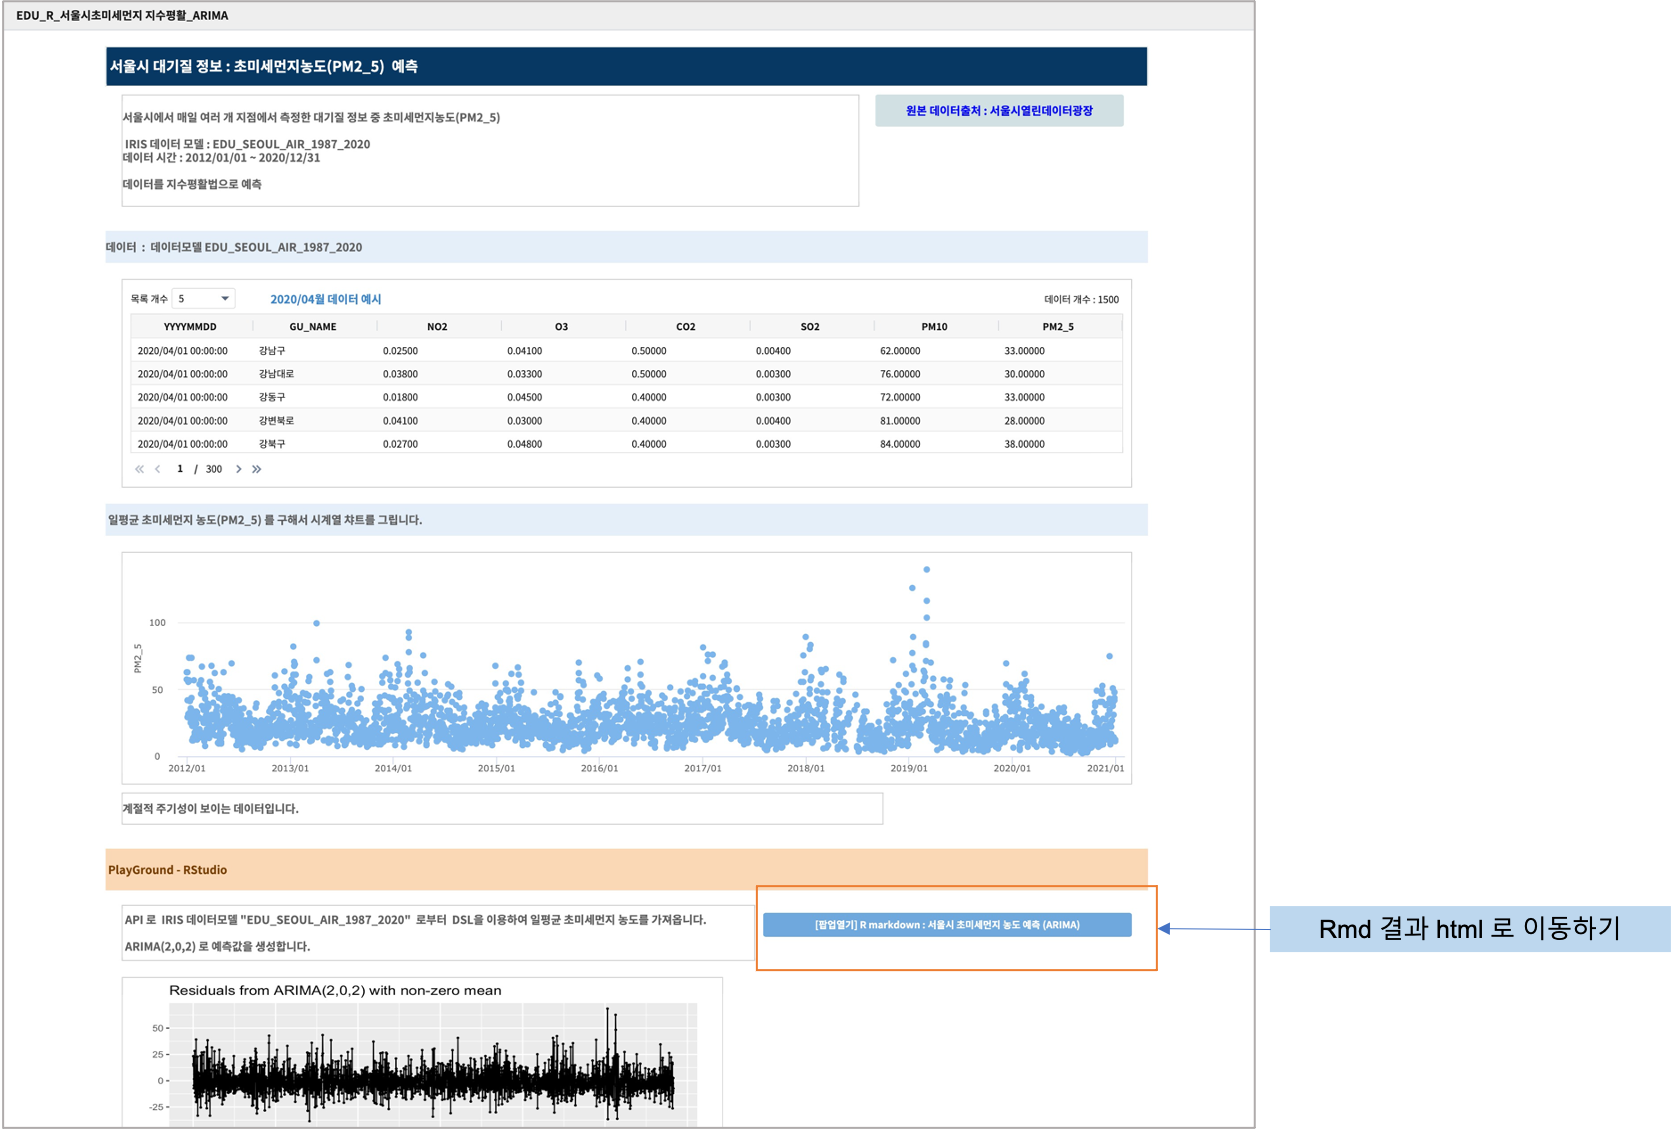 EDU_R_서울시초미세먼지 지수평활_ARIMA
서울시 대기질 정보 : 초미세먼지농도(PM2_5) 예측
서울시에서 매일 여러 개 지점에서 측정한 대기질 정보 중 초미세먼지농도(PM2_5)
원본 데이터출처 : 서울시열린데이터광장
IRIS 데이터 모델 : EDU_SEOUL_AIR_1987_2020
데이터 시간 : 2012/01/01 ~ 2020/12/31
데이터를 지수평활법으로 예측
데이터 : 데이터모델 EDU_SEOUL_AIR_1987_2020
목록 개수 5 2020/04월 데이터 예시 데이터 개수 : 1500
YYYYMMDD GU_NAME NO2 O3 CO2 SO2 PM10 PM2_5
2020/04/01 00:00:00 강남구 0.02500 0.04100 0.50000 0.00400 62.00000 33.00000
2020/04/01 00:00:00 강남대로 0.03800 0.03300 0.50000 0.00300 76.00000 30.00000
2020/04/01 00:00:00 강동구 0.01800 0.04500 0.40000 0.00300 72.00000 33.00000
2020/04/01 00:00:00 강변북로 0.04100 0.03000 0.40000 0.00400 81.00000 28.00000
2020/04/01 00:00:00 강북구 0.02700 0.04800 0.40000 0.00300 84.00000 38.00000
1 / 300
일평균 초미세먼지 농도(PM2_5) 를 구해서 시계열 챠트를 그립니다.
100
PM2_5
50
0
2012/01 2013/01 2014/01 2015/01 2016/01 2017/01 2018/01 2019/01 2020/01 2021/01
계절적 주기성이 보이는 데이터입니다.
PlayGround - RStudio
API 로 IRIS 데이터모델 "EDU_SEOUL_AIR_1987_2020" 로부터 DSL을 이용하여 일평균 초미세먼지 농도를 가져옵니다.
[팝업열기] R markdown : 서울시 초미세먼지 농도 예측 (ARIMA)
Rmd 결과 html 로 이동하기
ARIMA(2,0,2) 로 예측값을 생성합니다.
Residuals from ARIMA(2,0,2) with non-zero mean
50
25
0
-25